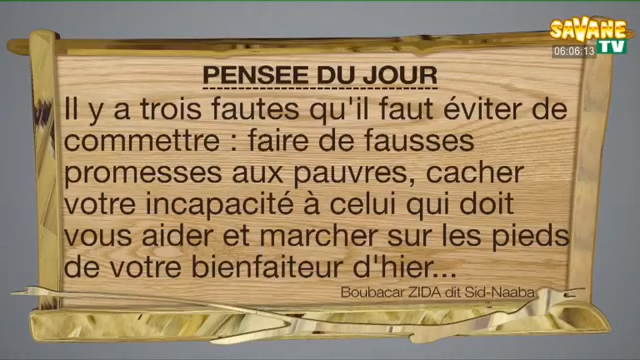 SAVANE
TV
06:06:13
PENSEE DU JOUR
Il y a trois fautes qu'il faut éviter de
commettre : faire de fausses
promesses aux pauvres, cacher
votre incapacité à celui qui doit
vous aider et marcher sur les pieds
de votre bienfaiteur d'hier...
Boubacar ZIDA dit Sid-Naaba